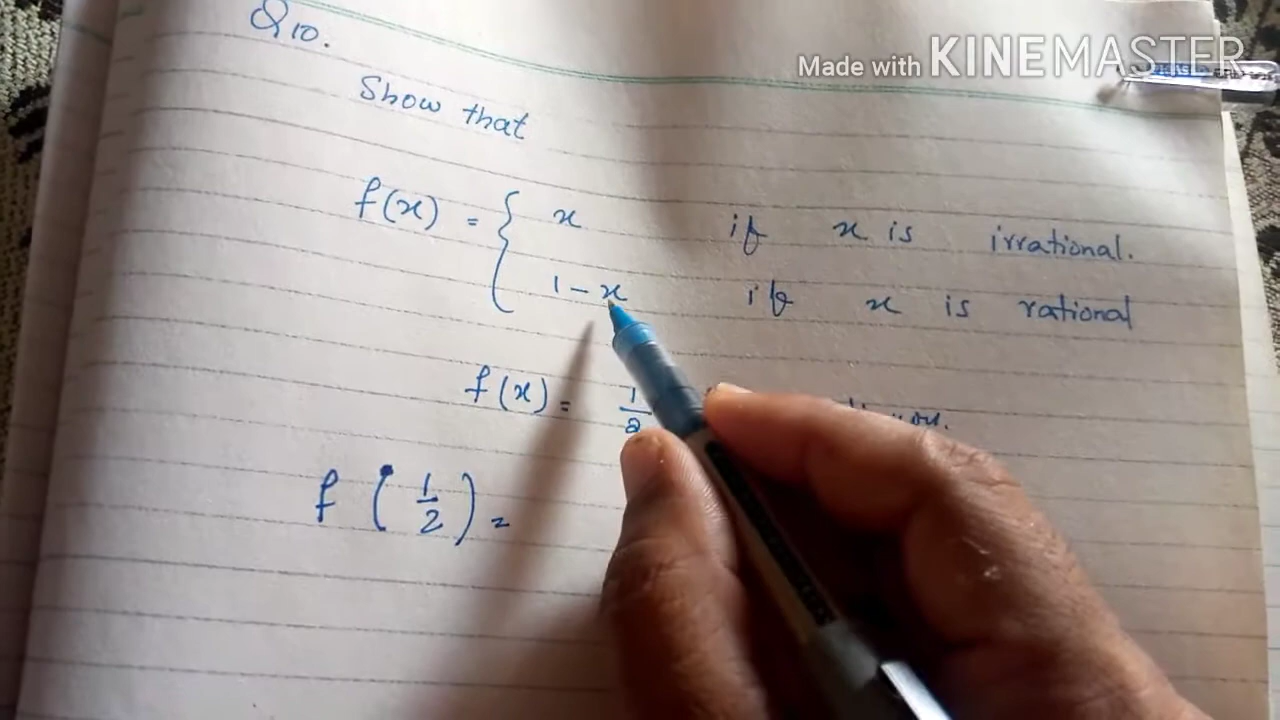 Q10.
Made with KINEMASTER
Show that
f(x) = { x if x is irrational.
1-x if x is rational
f(x) = 1/2
f(1/2) =